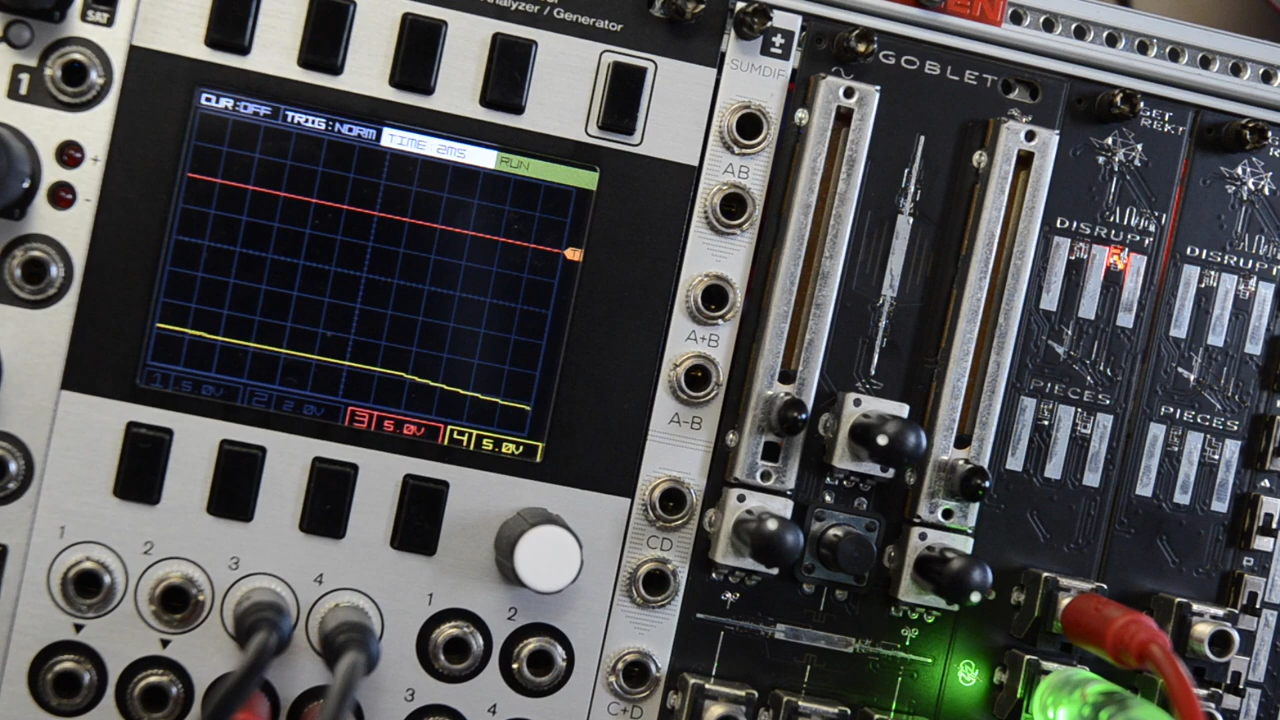 SAT
Analyzer / Generator
EN
1
+
-
CUR:OFF TRIG:NORM TIME 2MS RUN
T
1 5.0V 2 2.0V 3 5.0V 4 5.0V
1 2 3 4
1 2
3 4
±
SUMDIF
AB
A+B
A-B
CD
C+D
GOBLET
GET
REKT
DISRUPT
PIECES
DISRUPT
PIECES